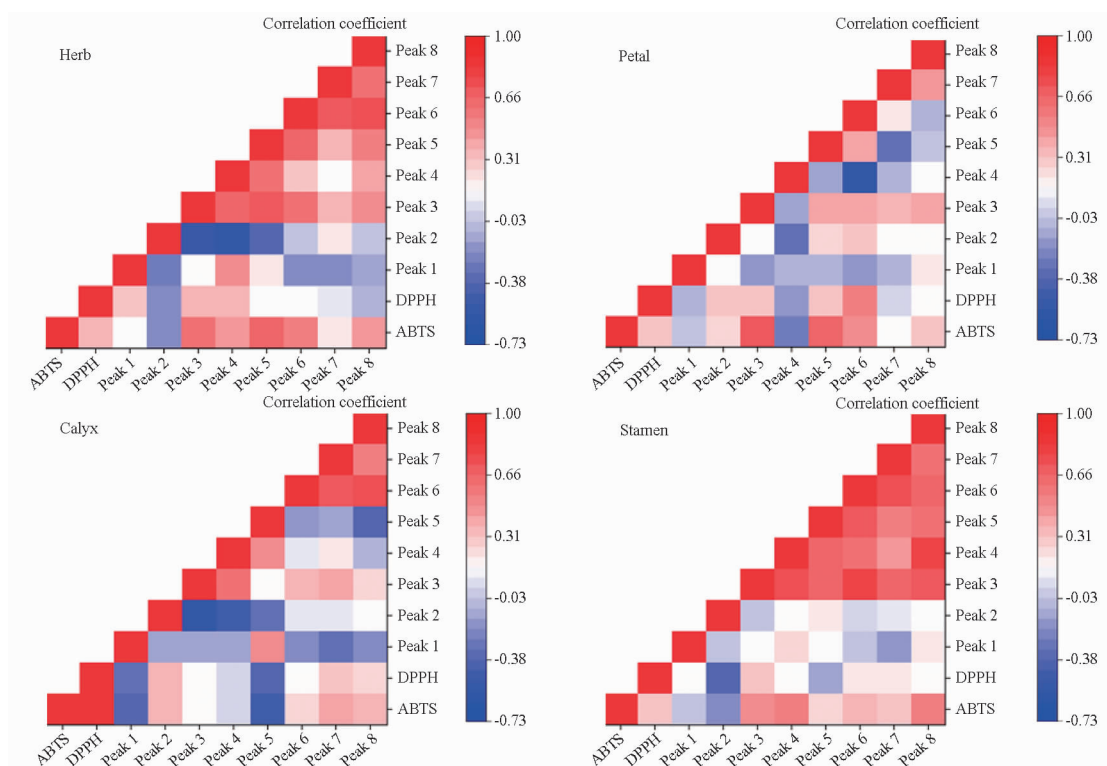 Correlation coefficient
Herb
Peak 8
Peak 7
Peak 6
Peak 5
Peak 4
Peak 3
Peak 2
Peak 1
DPPH
ABTS
1.00
0.66
0.31
-0.03
-0.38
-0.73
ABTS DPPH Peak 1 Peak 2 Peak 3 Peak 4 Peak 5 Peak 6 Peak 7 Peak 8
Correlation coefficient
Petal
Peak 8
Peak 7
Peak 6
Peak 5
Peak 4
Peak 3
Peak 2
Peak 1
DPPH
ABTS
1.00
0.66
0.31
-0.03
-0.38
-0.73
ABTS DPPH Peak 1 Peak 2 Peak 3 Peak 4 Peak 5 Peak 6 Peak 7 Peak 8
Correlation coefficient
Calyx
Peak 8
Peak 7
Peak 6
Peak 5
Peak 4
Peak 3
Peak 2
Peak 1
DPPH
ABTS
1.00
0.66
0.31
-0.03
-0.38
-0.73
ABTS DPPH Peak 1 Peak 2 Peak 3 Peak 4 Peak 5 Peak 6 Peak 7 Peak 8
Correlation coefficient
Stamen
Peak 8
Peak 7
Peak 6
Peak 5
Peak 4
Peak 3
Peak 2
Peak 1
DPPH
ABTS
1.00
0.66
0.31
-0.03
-0.38
-0.73
ABTS DPPH Peak 1 Peak 2 Peak 3 Peak 4 Peak 5 Peak 6 Peak 7 Peak 8